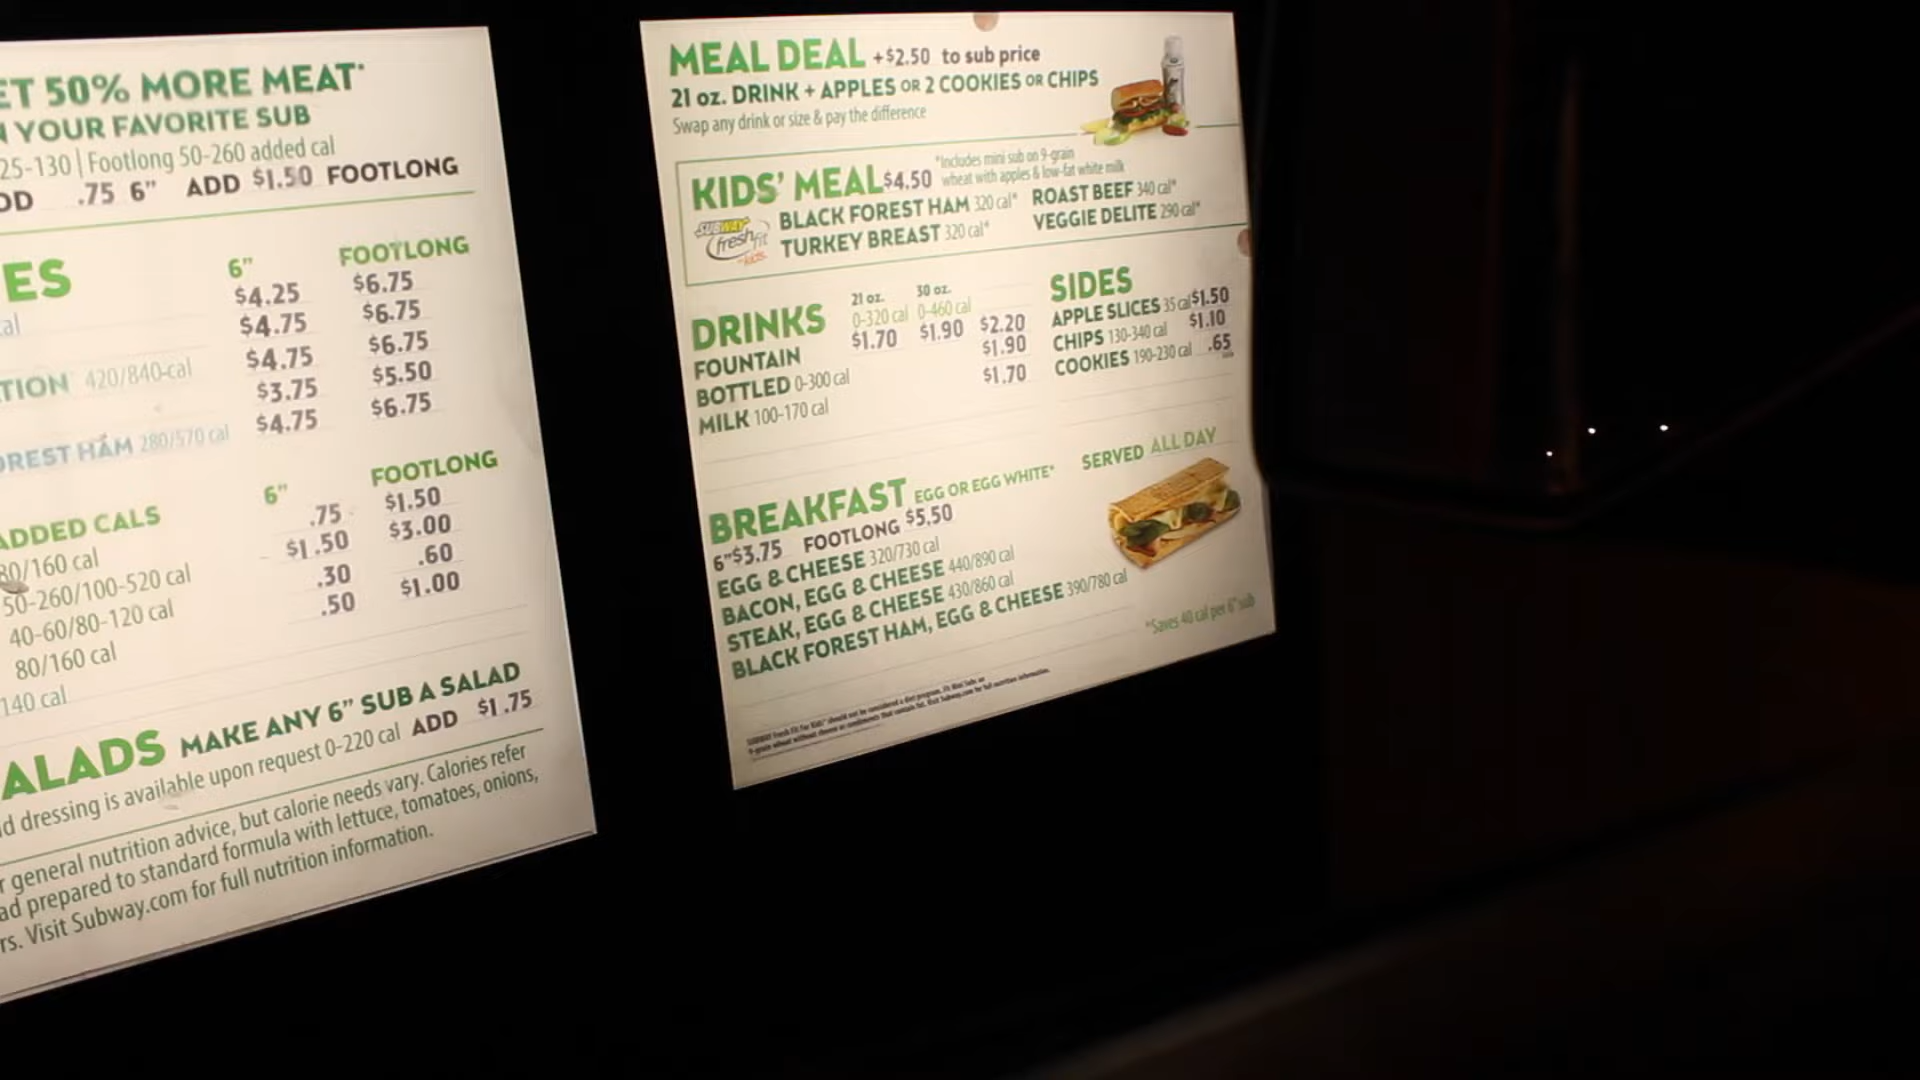 ET 50% MORE MEAT*
N YOUR FAVORITE SUB
25-130 | Footlong 50-260 added cal
DD .75 6” ADD $1.50 FOOTLONG
ES 6” FOOTLONG
cal $4.25 $6.75
$4.75 $6.75
TION 420/840-cal $4.75 $6.75
$3.75 $5.50
OREST HAM 280/570 cal $4.75 $6.75
ADDED CALS 6” FOOTLONG
80/160 cal .75 $1.50
50-260/100-520 cal $1.50 $3.00
40-60/80-120 cal .30 .60
80/160 cal .50 $1.00
140 cal
ALADS MAKE ANY 6” SUB A SALAD
d dressing is available upon request 0-220 cal ADD $1.75
r general nutrition advice, but calorie needs vary. Calories refer
ad prepared to standard formula with lettuce, tomatoes, onions,
rs. Visit Subway.com for full nutrition information.
MEAL DEAL +$2.50 to sub price
21 oz. DRINK + APPLES OR 2 COOKIES OR CHIPS
Swap any drink or size & pay the difference
KIDS’ MEAL $4.50 *Includes mini sub on 9-grain
wheat with apples & low-fat white milk
SUBWAY fresh fit for kids
BLACK FOREST HAM 320 cal* ROAST BEEF 340 cal*
TURKEY BREAST 320 cal* VEGGIE DELITE 290 cal*
DRINKS 21 oz. 30 oz.
0-320 cal 0-460 cal
FOUNTAIN $1.70 $1.90 $2.20
BOTTLED 0-300 cal $1.90
MILK 100-170 cal $1.70
SIDES
APPLE SLICES 35 cal $1.50
CHIPS 130-340 cal $1.10
COOKIES 190-230 cal .65
BREAKFAST EGG OR EGG WHITE* SERVED ALL DAY
6” $3.75 FOOTLONG $5.50
EGG & CHEESE 320/730 cal
BACON, EGG & CHEESE 440/890 cal
STEAK, EGG & CHEESE 430/860 cal
BLACK FOREST HAM, EGG & CHEESE 390/780 cal
*Saves 40 cal per 6” sub